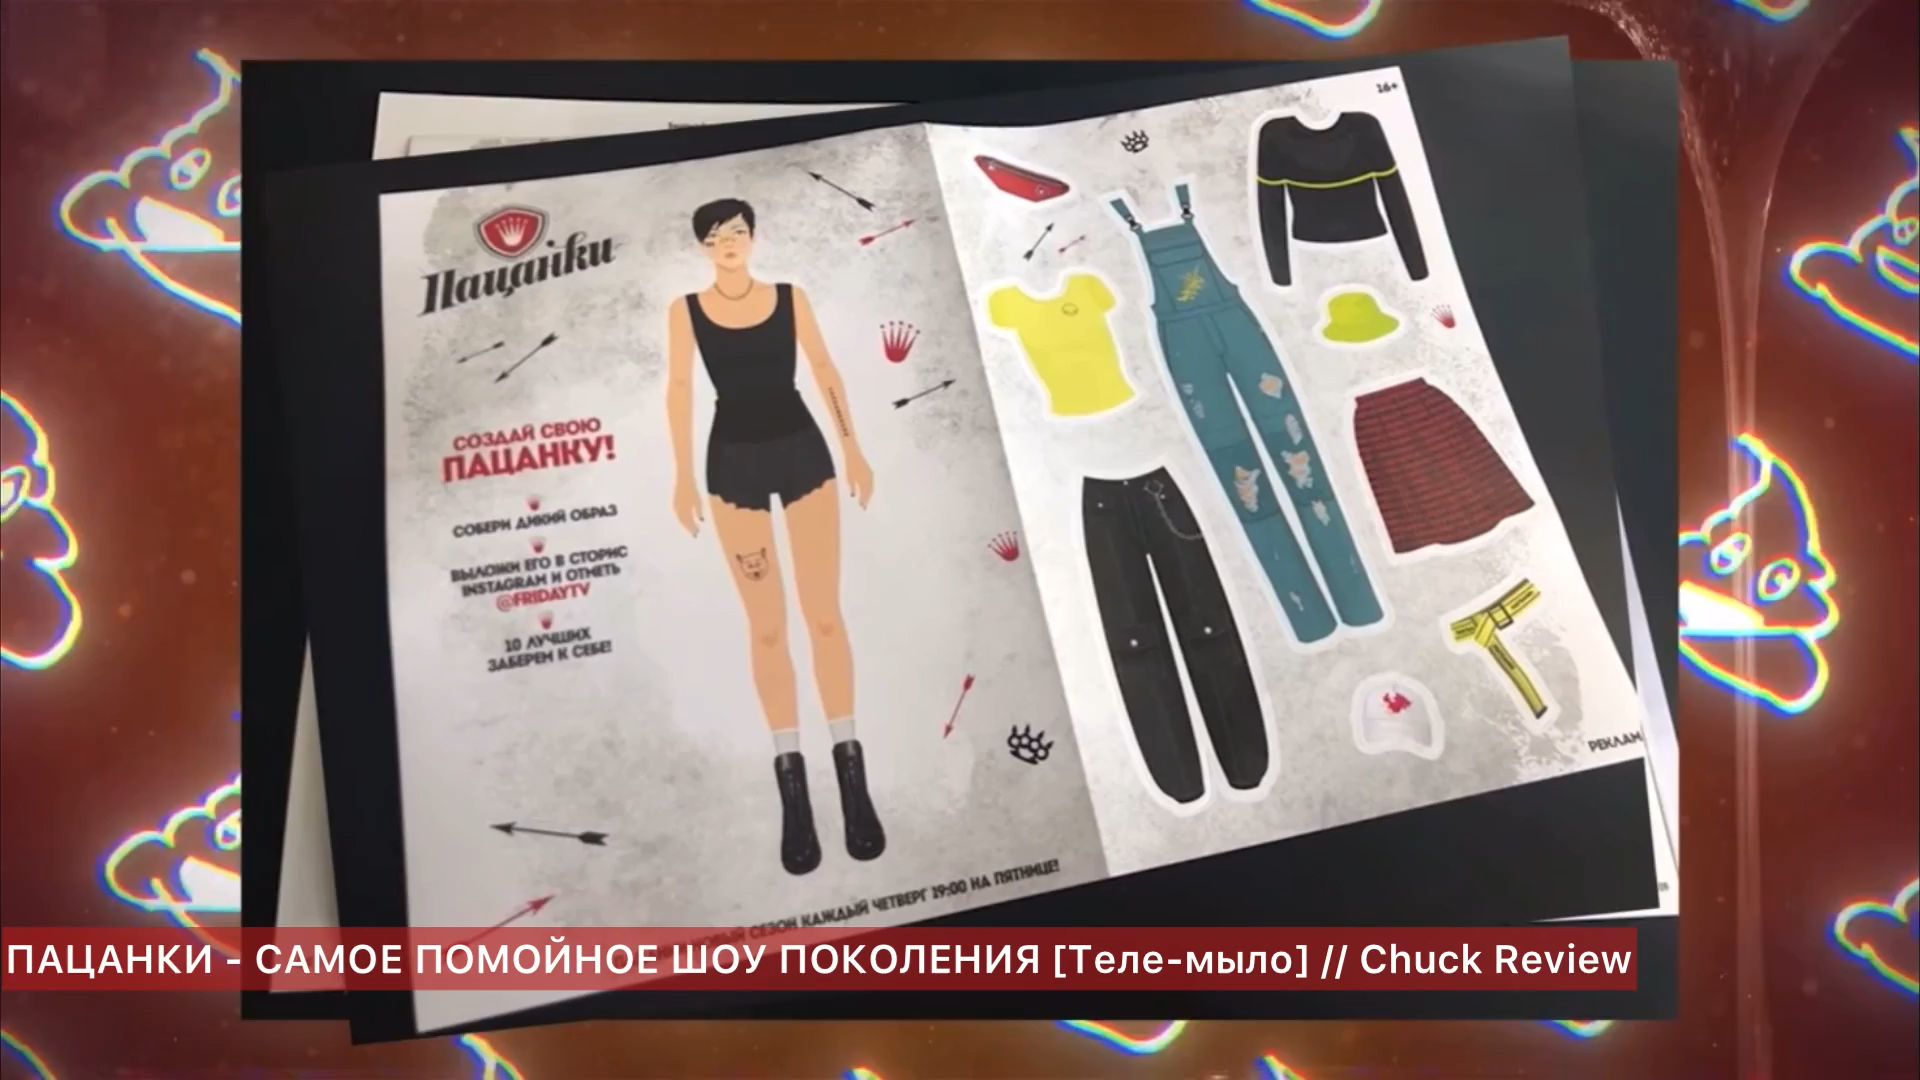 16+
Пацанки
СОЗДАЙ СВОЮ
ПАЦАНКУ!
СОБЕРИ ДИКИЙ ОБРАЗ
ВЫЛОЖИ ЕГО В СТОРИС
INSTAGRAM И ОТМЕТЬ
@FRIDAYTV
10 ЛУЧШИХ
ЗАБЕРЕМ К СЕБЕ!
СЕЗОН КАЖДЫЙ ЧЕТВЕРГ 19:00 НА ПЯТНИЦЕ!
ПАЦАНКИ - САМОЕ ПОМОЙНОЕ ШОУ ПОКОЛЕНИЯ [Теле-мыло] // Chuck Review